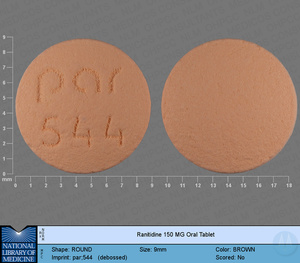 par
544
9
8
7
6
5
4
3
2
1
0
mm
0 1 2 3 4 5 6 7 8 9 10 11 12 13 14 15 16 17 18
Ranitidine 150 MG Oral Tablet
NATIONAL
LIBRARY OF
MEDICINE
Shape: ROUND Size: 9mm Color: BROWN
Imprint: par;544 (debossed) Scored: No